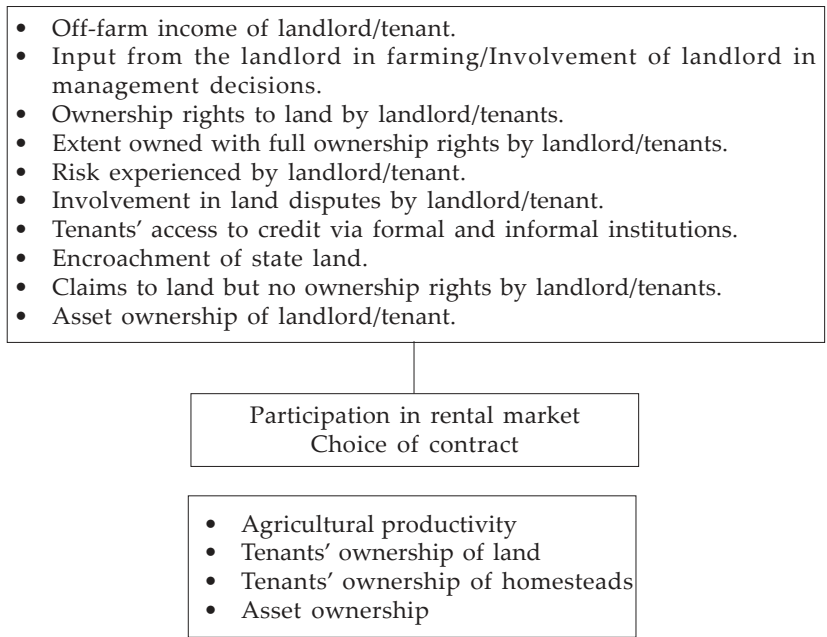 • Off-farm income of landlord/tenant.
• Input from the landlord in farming/Involvement of landlord in
management decisions.
• Ownership rights to land by landlord/tenants.
• Extent owned with full ownership rights by landlord/tenants.
• Risk experienced by landlord/tenant.
• Involvement in land disputes by landlord/tenant.
• Tenants' access to credit via formal and informal institutions.
• Encroachment of state land.
• Claims to land but no ownership rights by landlord/tenants.
• Asset ownership of landlord/tenant.
Participation in rental market
Choice of contract
• Agricultural productivity
• Tenants' ownership of land
• Tenants' ownership of homesteads
• Asset ownership